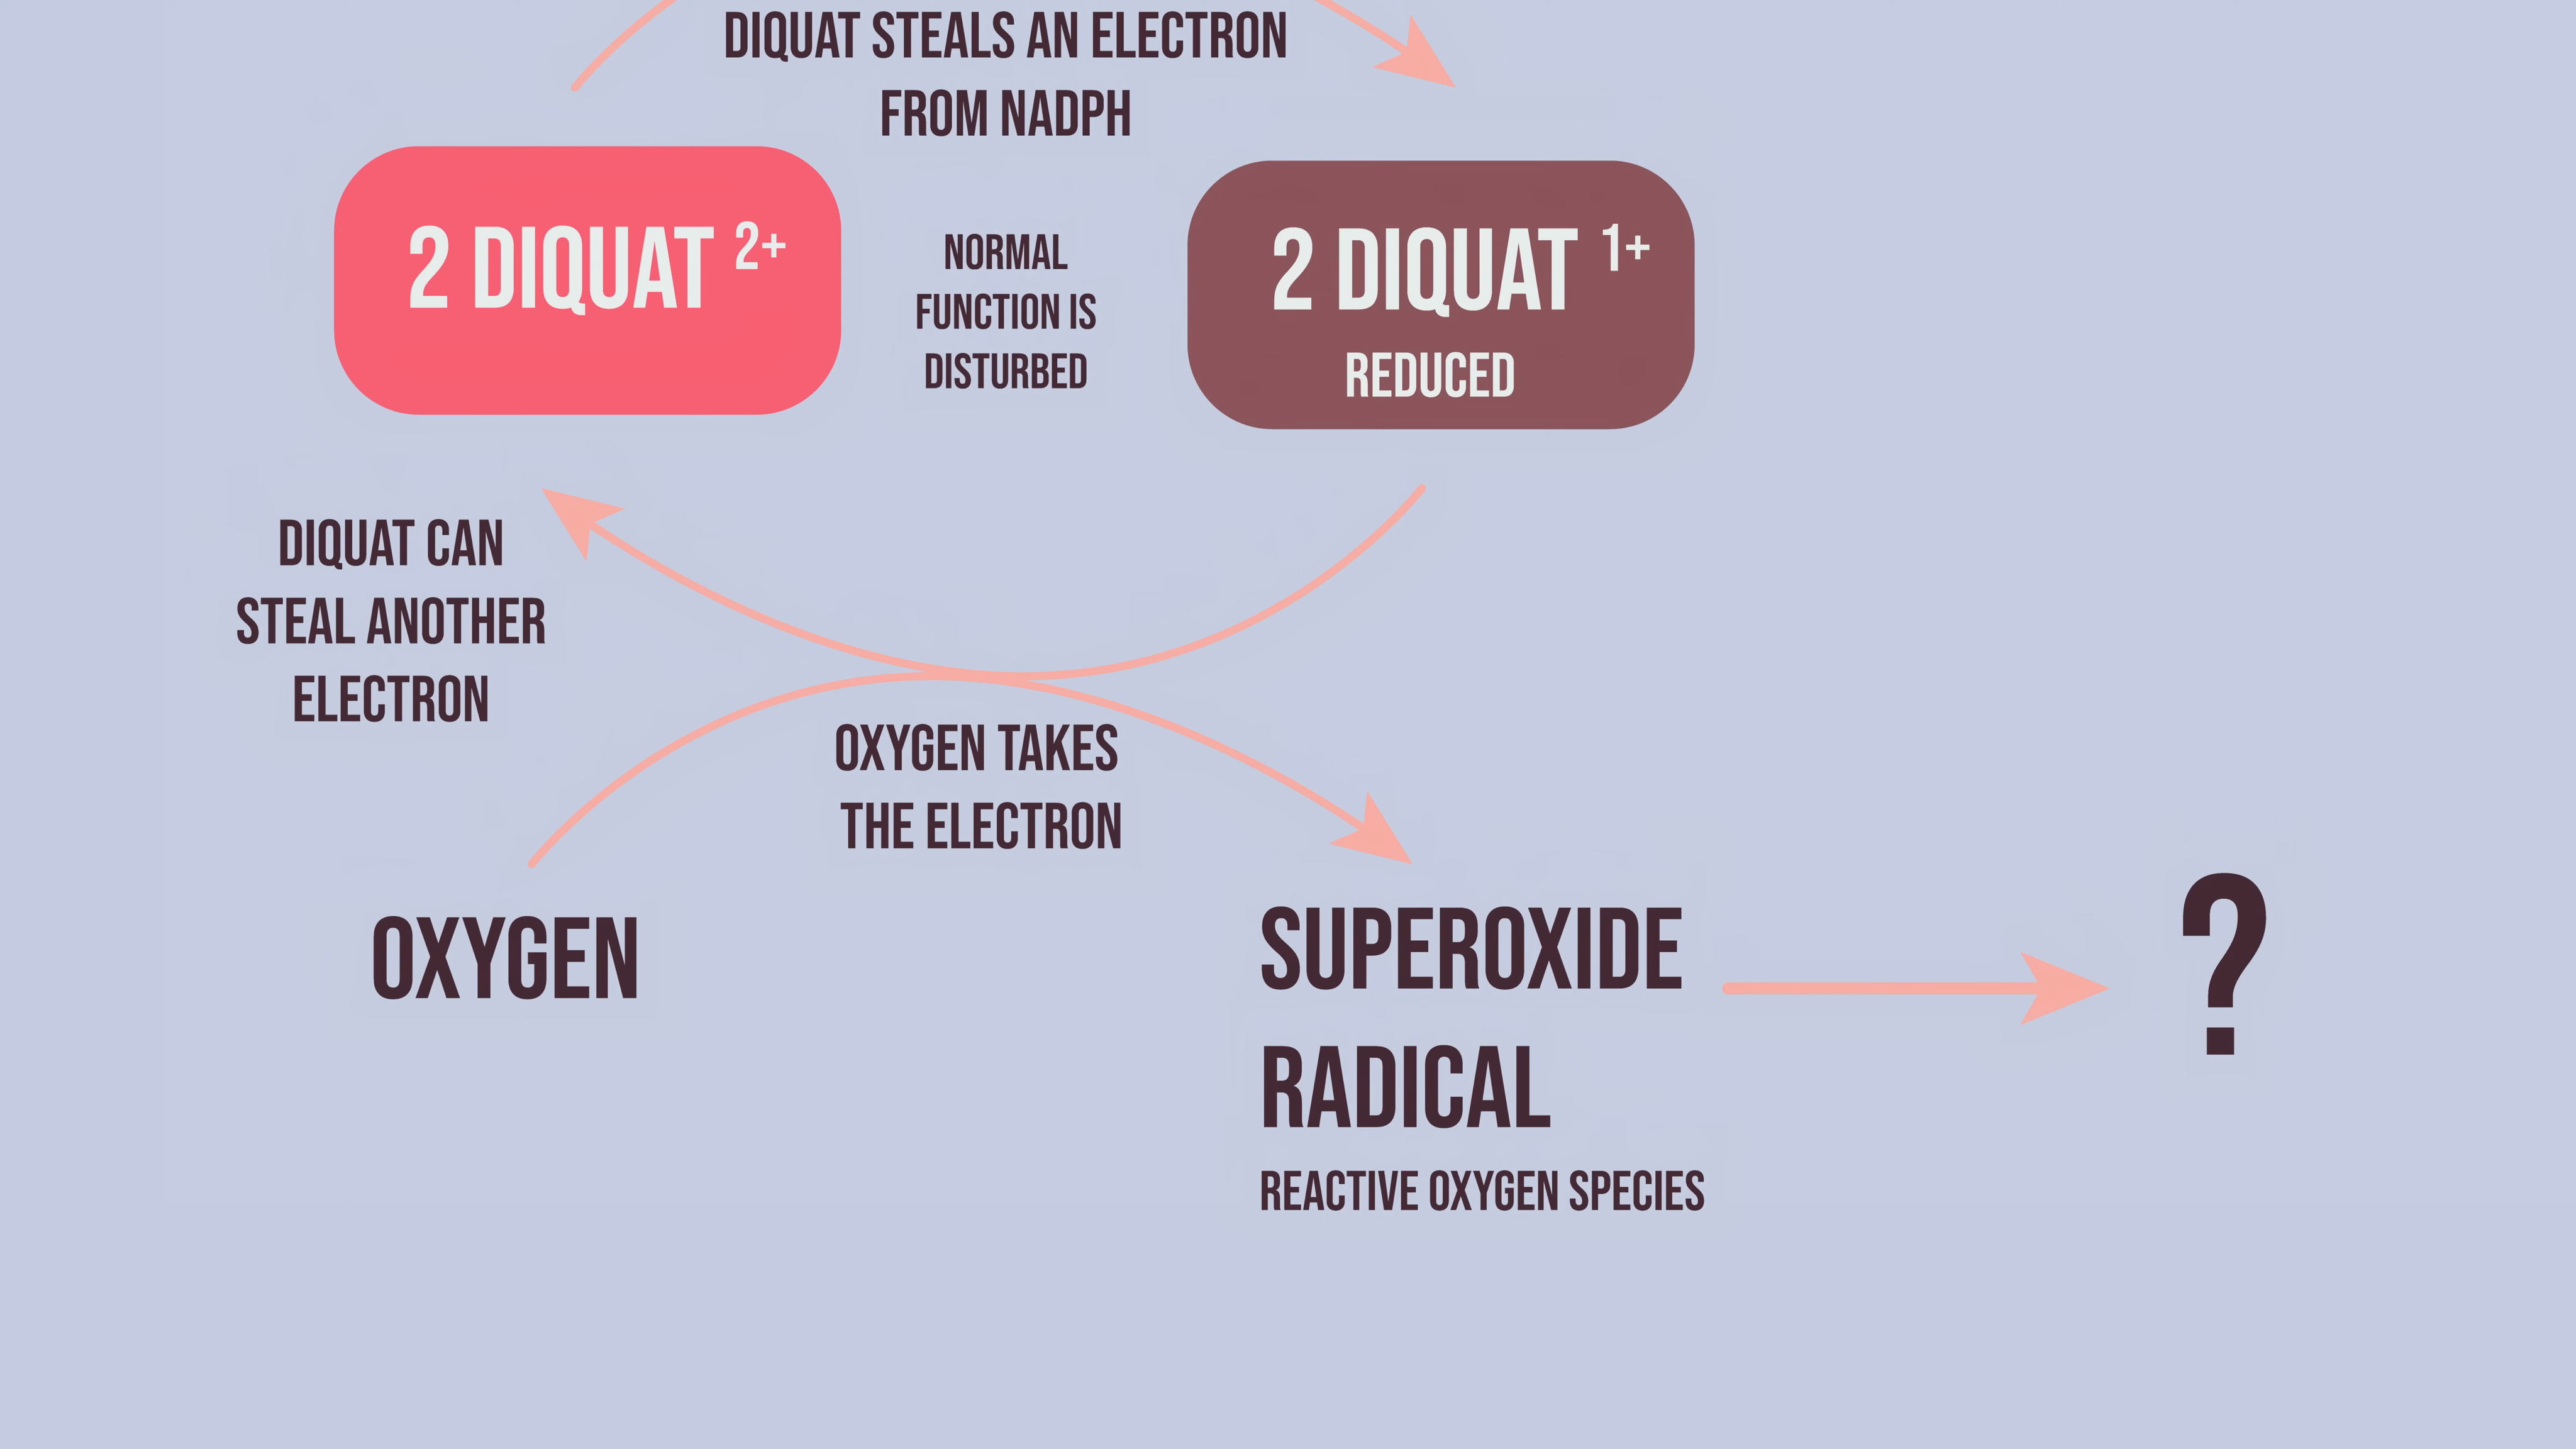 DIQUAT STEALS AN ELECTRON
FROM NADPH
2 DIQUAT 2+
NORMAL
FUNCTION IS
DISTURBED
2 DIQUAT 1+
REDUCED
DIQUAT CAN
STEAL ANOTHER
ELECTRON
OXYGEN TAKES
THE ELECTRON
OXYGEN
SUPEROXIDE
RADICAL
REACTIVE OXYGEN SPECIES
?